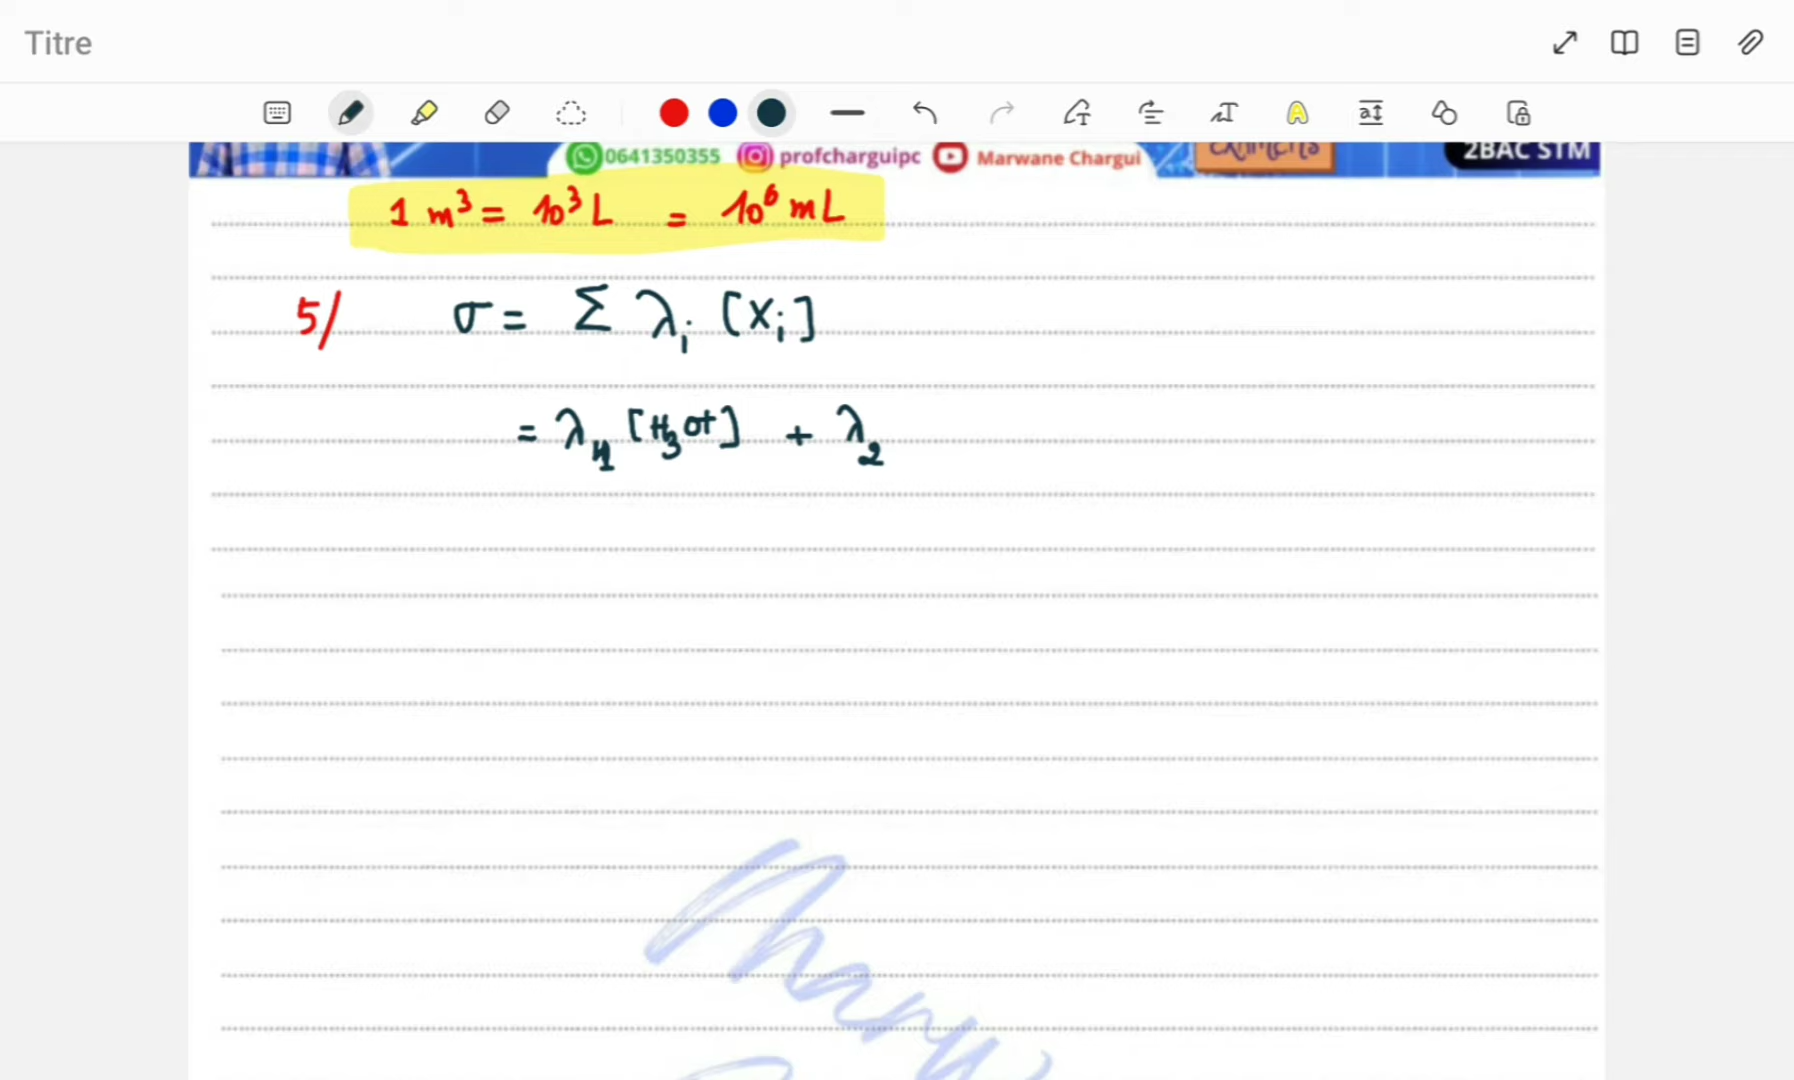 Titre
0641350355 profcharguipc Marwane Chargui 2BAC STM
1 m³ = 10³ L = 10⁶ mL
5/ σ = Σ λᵢ [Xᵢ]
= λ₁ [H₃O⁺] + λ₂